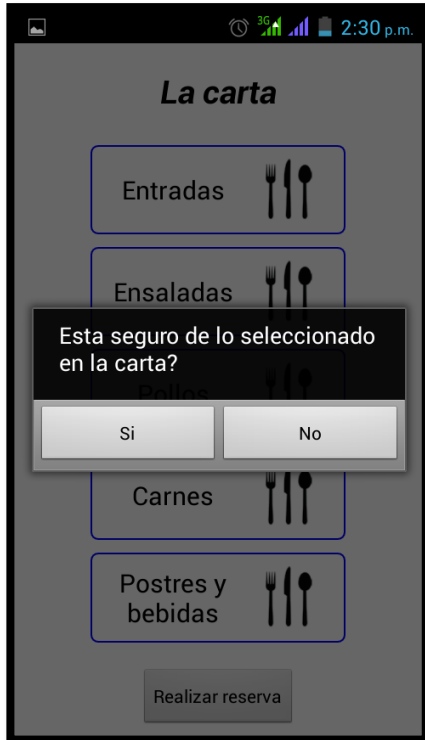 3G 2:30 p.m.
La carta
Entradas
Ensaladas
Esta seguro de lo seleccionado
en la carta?
Pollos
Si No
Carnes
Postres y
bebidas
Realizar reserva